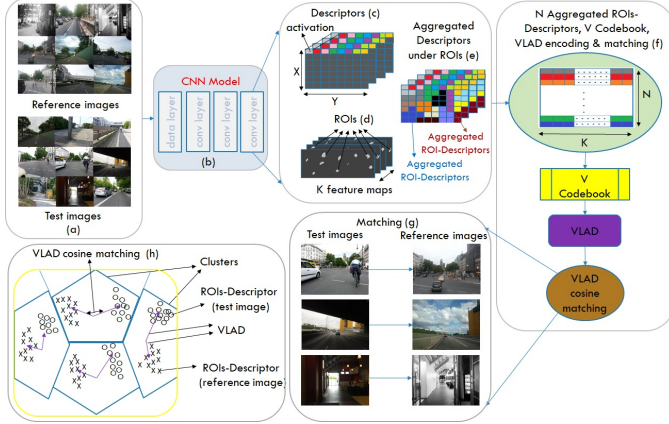 Reference images
Test images
(a)
CNN Model
data layer
conv layer
conv layer
conv layer
(b)
Descriptors (c)
activation
X
Y
ROIs (d)
K feature maps
Aggregated
Descriptors
under ROIs (e)
Aggregated
ROI-Descriptors
Aggregated
ROI-Descriptors
N Aggregated ROIs-
Descriptors, V Codebook,
VLAD encoding & matching (f)
N
K
V
Codebook
VLAD
VLAD
cosine
matching
Matching (g)
Test images
Reference images
VLAD cosine matching (h)
Clusters
ROIs-Descriptor
(test image)
VLAD
ROIs-Descriptor
(reference image)